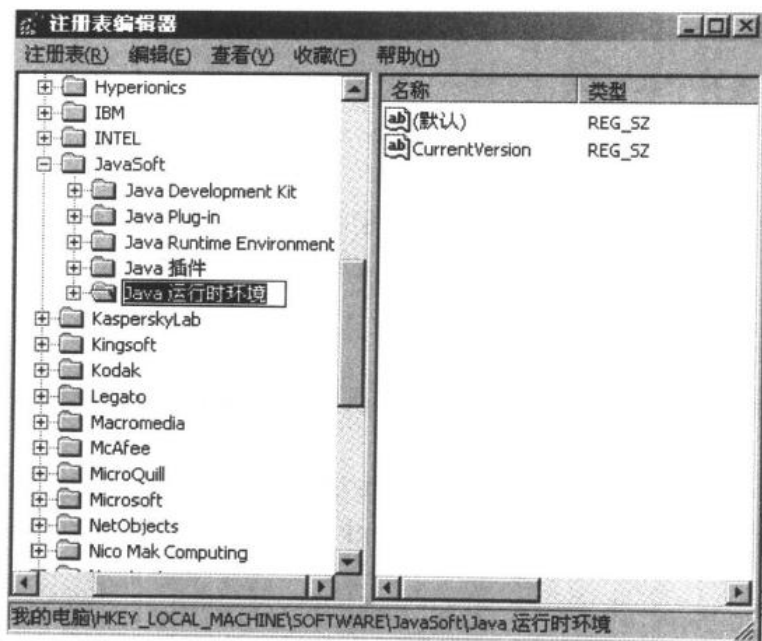 注册表编辑器
注册表(R) 编辑(E) 查看(V) 收藏(F) 帮助(H)
Hyperionics
IBM
INTEL
JavaSoft
Java Development Kit
Java Plug-in
Java Runtime Environment
Java 插件
Java 运行时环境
KasperskyLab
Kingsoft
Kodak
Legato
Macromedia
McAfee
MicroQuill
Microsoft
NetObjects
Nico Mak Computing
名称 类型
ab (默认) REG_SZ
ab CurrentVersion REG_SZ
我的电脑\HKEY_LOCAL_MACHINE\SOFTWARE\JavaSoft\Java 运行时环境